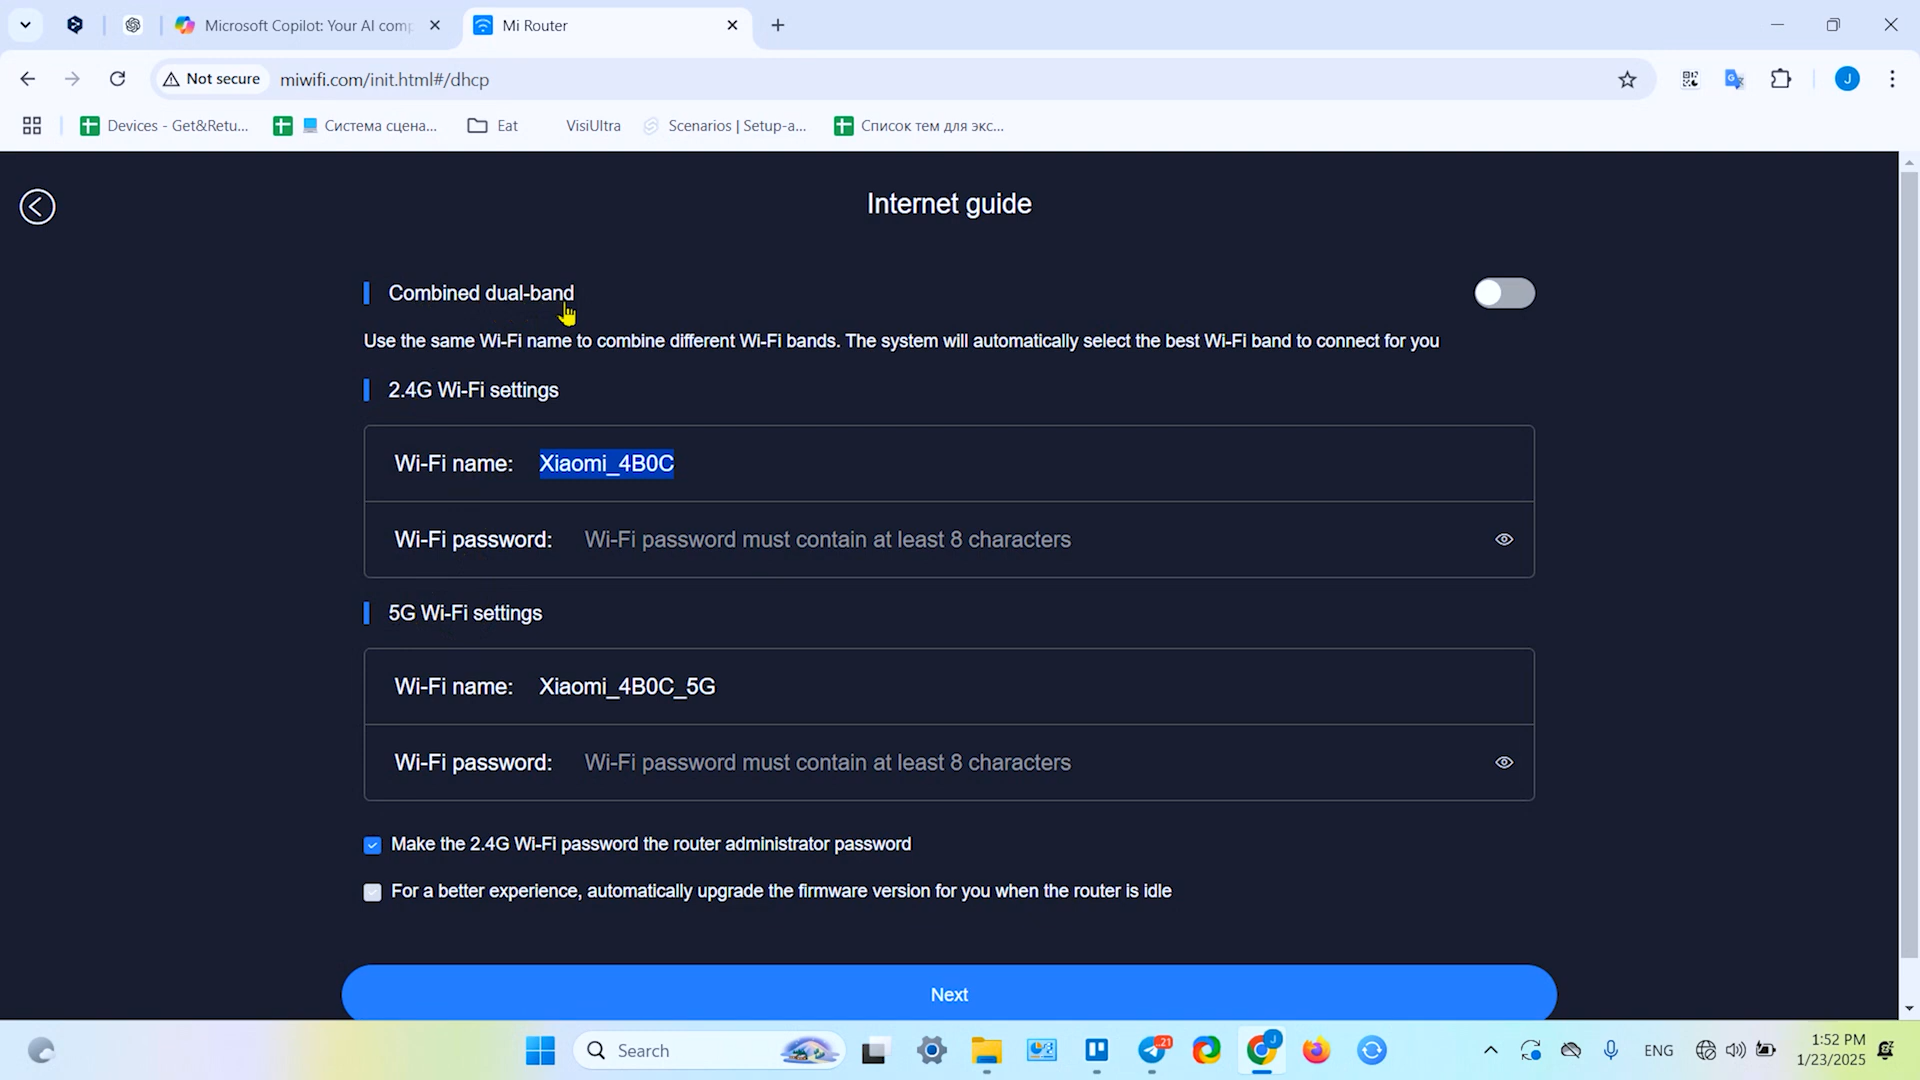 Microsoft Copilot: Your AI comp
Mi Router
Not secure
miwifi.com/init.html#/dhcp
J
Devices - Get&Retu...
Система сцена...
Eat
VisiUltra
Scenarios | Setup-a...
Список тем для экс...
Internet guide
Combined dual-band
Use the same Wi-Fi name to combine different Wi-Fi bands. The system will automatically select the best Wi-Fi band to connect for you
2.4G Wi-Fi settings
Wi-Fi name: Xiaomi_4B0C
Wi-Fi password: Wi-Fi password must contain at least 8 characters
5G Wi-Fi settings
Wi-Fi name: Xiaomi_4B0C_5G
Wi-Fi password: Wi-Fi password must contain at least 8 characters
Make the 2.4G Wi-Fi password the router administrator password
For a better experience, automatically upgrade the firmware version for you when the router is idle
Next
Search
21
J
ENG
1:52 PM
1/23/2025